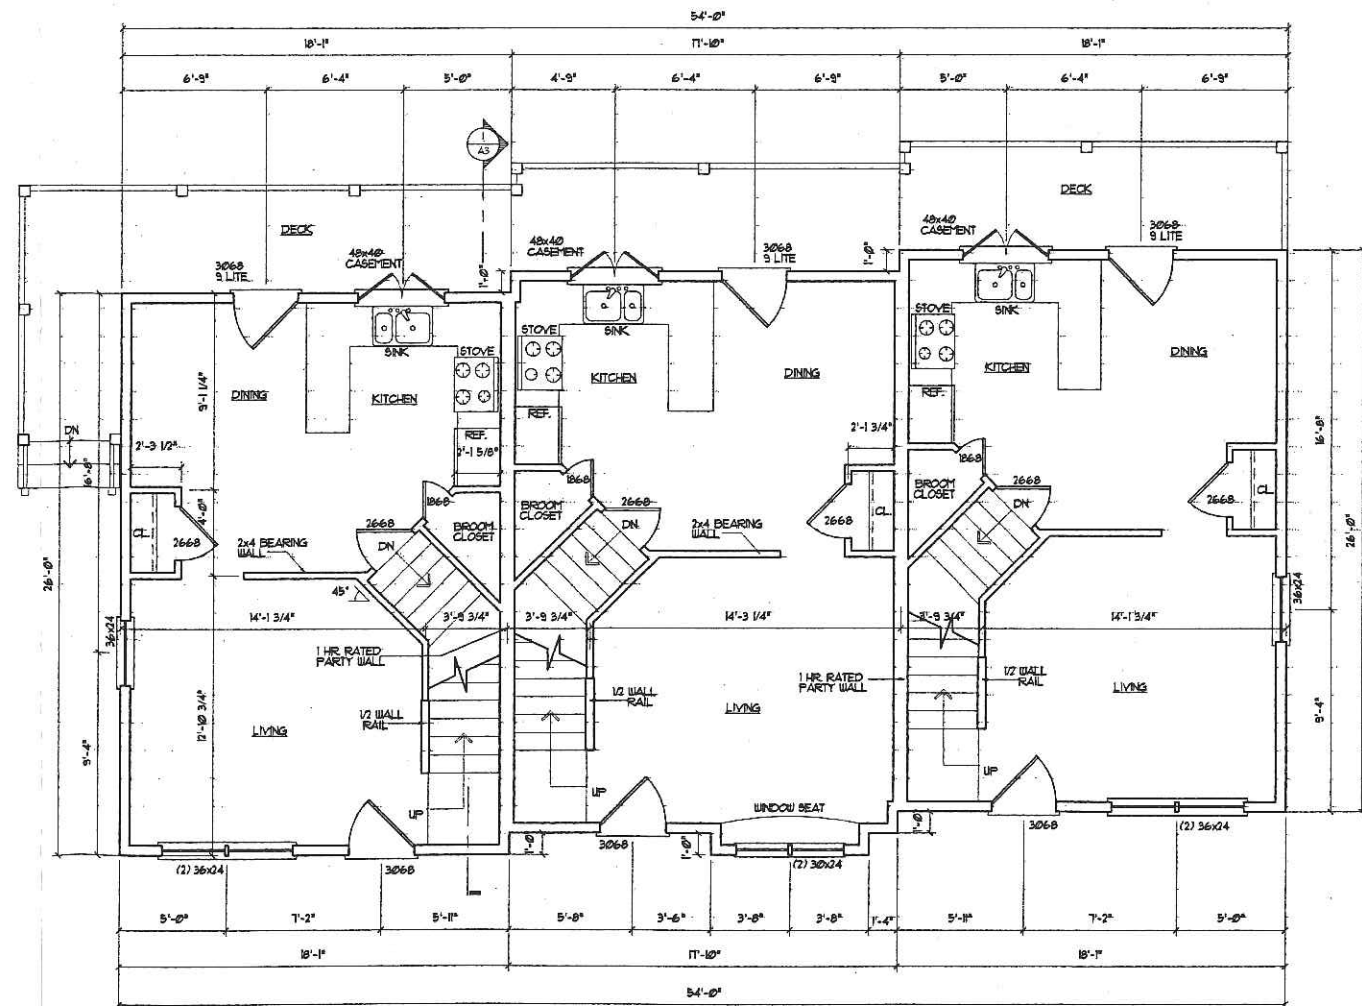 54'-0"
18'-1" 17'-10" 18'-1"
6'-9" 6'-4" 5'-0" 4'-9" 6'-4" 6'-9" 5'-0" 6'-4" 6'-9"
A3
DECK
48x40
CASEMENT
3068
9 LITE
1'-0"
DECK
3068
9 LITE
48x40
CASEMENT
1'-0"
48x40
CASEMENT
3068
9 LITE
SINK
STOVE
DINING
KITCHEN
9'-1 1/4"
REF.
2'-1 5/8"
2'-3 1/2"
DN
16'-8"
4'-0"
CL.
2668
1868
BROOM
CLOSET
2668
DN
2x4 BEARING
WALL
45°
26'-0"
36x24
14'-1 3/4"
3'-9 3/4"
1 HR. RATED
PARTY WALL
1/2 WALL
RAIL
LIVING
12'-10 3/4"
9'-4"
UP
(2) 36x24
3068
1'-0"
STOVE
SINK
KITCHEN
DINING
REF.
2'-1 3/4"
1868
BROOM
CLOSET
2668
DN
2x4 BEARING
WALL
2668
CL.
3'-9 3/4"
14'-3 1/4"
1/2 WALL
RAIL
LIVING
1 HR. RATED
PARTY WALL
UP
WINDOW SEAT
3068
1'-0"
(2) 30x24
1'-0"
STOVE
SINK
KITCHEN
DINING
REF.
1868
BROOM
CLOSET
2668
DN
2668
CL.
16'-8"
26'-0"
36x24
3'-9 3/4"
14'-1 3/4"
1/2 WALL
RAIL
LIVING
9'-4"
UP
3068
(2) 36x24
5'-0" 7'-2" 5'-11" 5'-8" 3'-6" 3'-8" 3'-8" 1'-4" 5'-11" 7'-2" 5'-0"
18'-1" 17'-10" 18'-1"
54'-0"